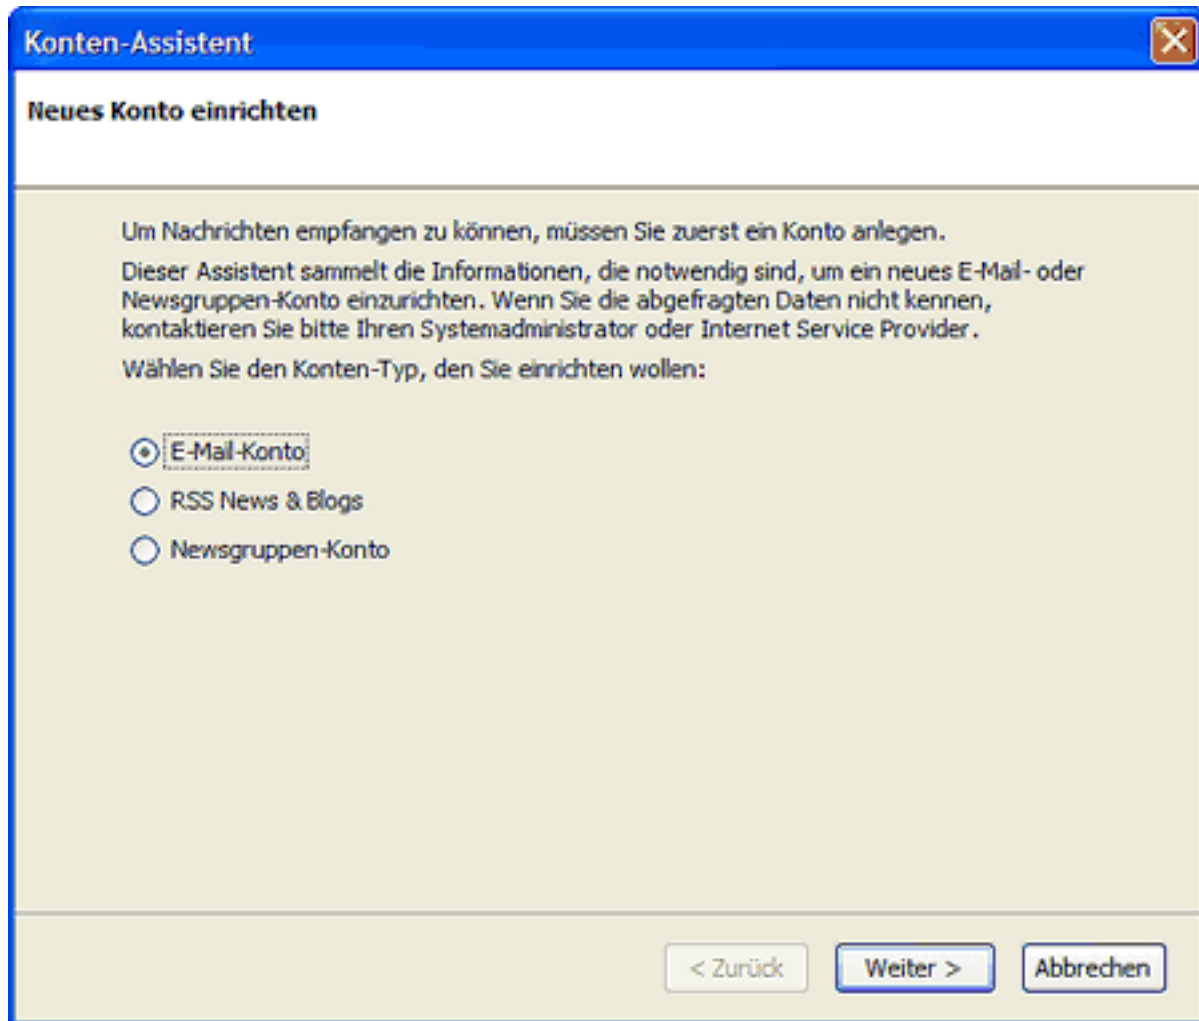 Konten-Assistent
Neues Konto einrichten
Um Nachrichten empfangen zu können, müssen Sie zuerst ein Konto anlegen.
Dieser Assistent sammelt die Informationen, die notwendig sind, um ein neues E-Mail- oder
Newsgruppen-Konto einzurichten. Wenn Sie die abgefragten Daten nicht kennen,
kontaktieren Sie bitte Ihren Systemadministrator oder Internet Service Provider.
Wählen Sie den Konten-Typ, den Sie einrichten wollen:
E-Mail-Konto
RSS News & Blogs
Newsgruppen-Konto
< Zurück Weiter > Abbrechen